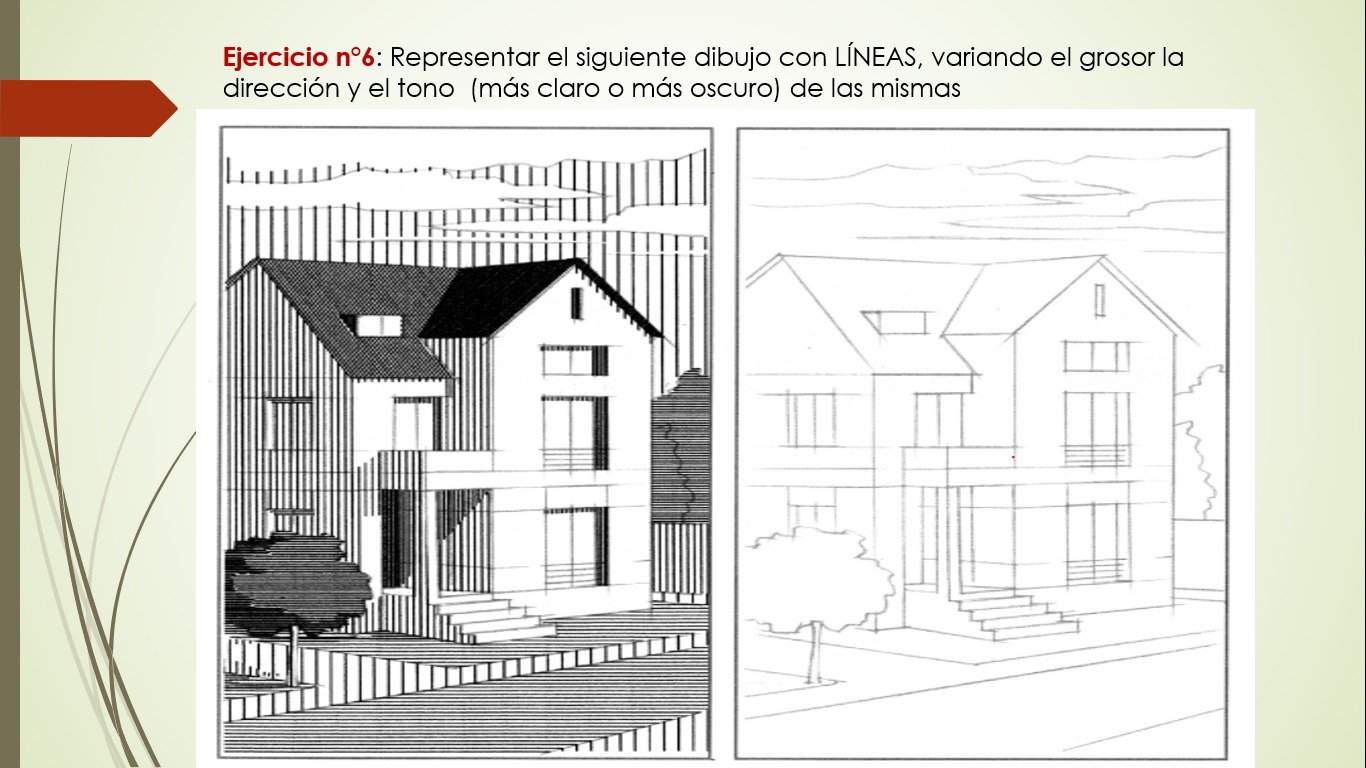 Ejercicio n°6: Representar el siguiente dibujo con LÍNEAS, variando el grosor la
dirección y el tono  (más claro o más oscuro) de las mismas